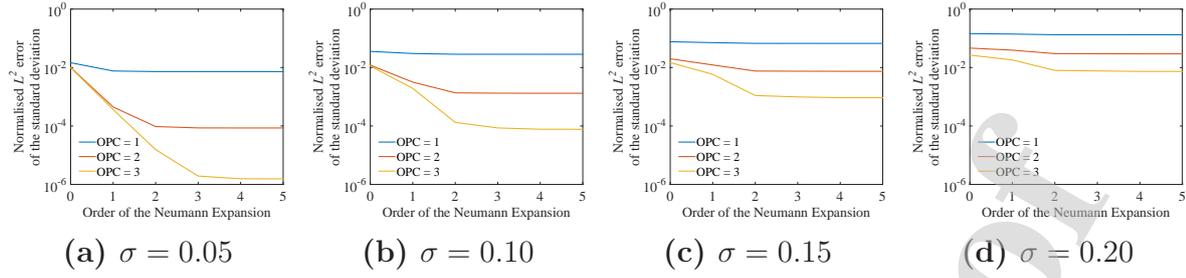 10^0
10^-2
10^-4
10^-6
Normalised L^2 error
of the standard deviation
OPC = 1
OPC = 2
OPC = 3
0 1 2 3 4 5
Order of the Neumann Expansion
(a) σ = 0.05
10^0
10^-2
10^-4
10^-6
Normalised L^2 error
of the standard deviation
OPC = 1
OPC = 2
OPC = 3
0 1 2 3 4 5
Order of the Neumann Expansion
(b) σ = 0.10
10^0
10^-2
10^-4
10^-6
Normalised L^2 error
of the standard deviation
OPC = 1
OPC = 2
OPC = 3
0 1 2 3 4 5
Order of the Neumann Expansion
(c) σ = 0.15
10^0
10^-2
10^-4
10^-6
Normalised L^2 error
of the standard deviation
OPC = 1
OPC = 2
OPC = 3
0 1 2 3 4 5
Order of the Neumann Expansion
(d) σ = 0.20